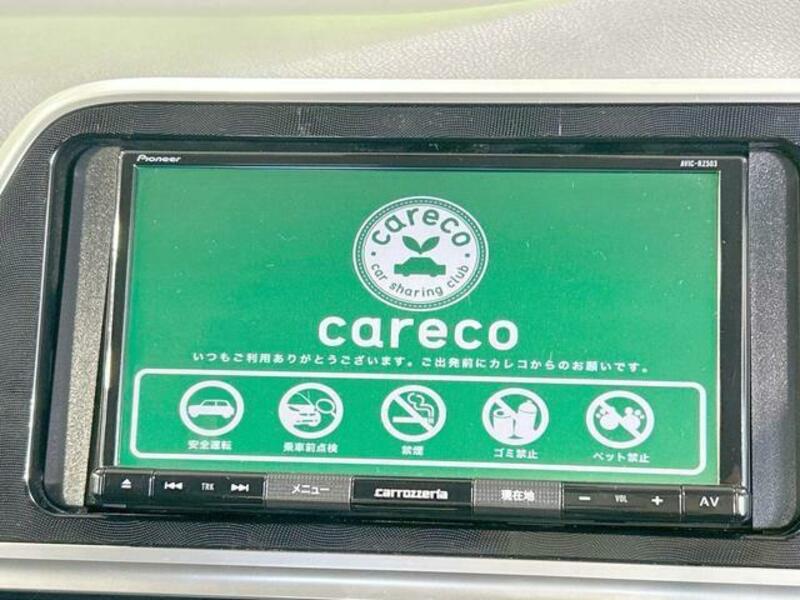 Pioneer
AVIC-RZ503
careco
car sharing club
careco
いつもご利用ありがとうございます。ご出発前にカレコからのお願いです。
安全運転
乗車前点検
禁煙
ゴミ禁止
ペット禁止
TRK
メニュー
carrozzeria
現在地
VOL
AV